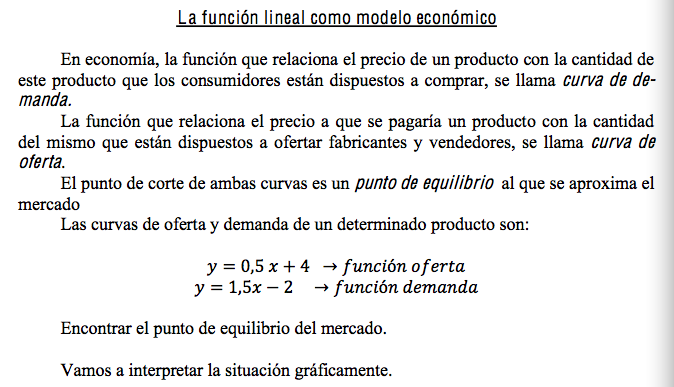 La función lineal como modelo económico
En economía, la función que relaciona el precio de un producto con la cantidad de
este producto que los consumidores están dispuestos a comprar, se llama curva de de-
manda.
La función que relaciona el precio a que se pagaría un producto con la cantidad
del mismo que están dispuestos a ofertar fabricantes y vendedores, se llama curva de
oferta.
El punto de corte de ambas curvas es un punto de equilibrio al que se aproxima el
mercado
Las curvas de oferta y demanda de un determinado producto son:
y = 0,5 x + 4 → función oferta
y = 1,5x − 2 → función demanda
Encontrar el punto de equilibrio del mercado.
Vamos a interpretar la situación gráficamente.